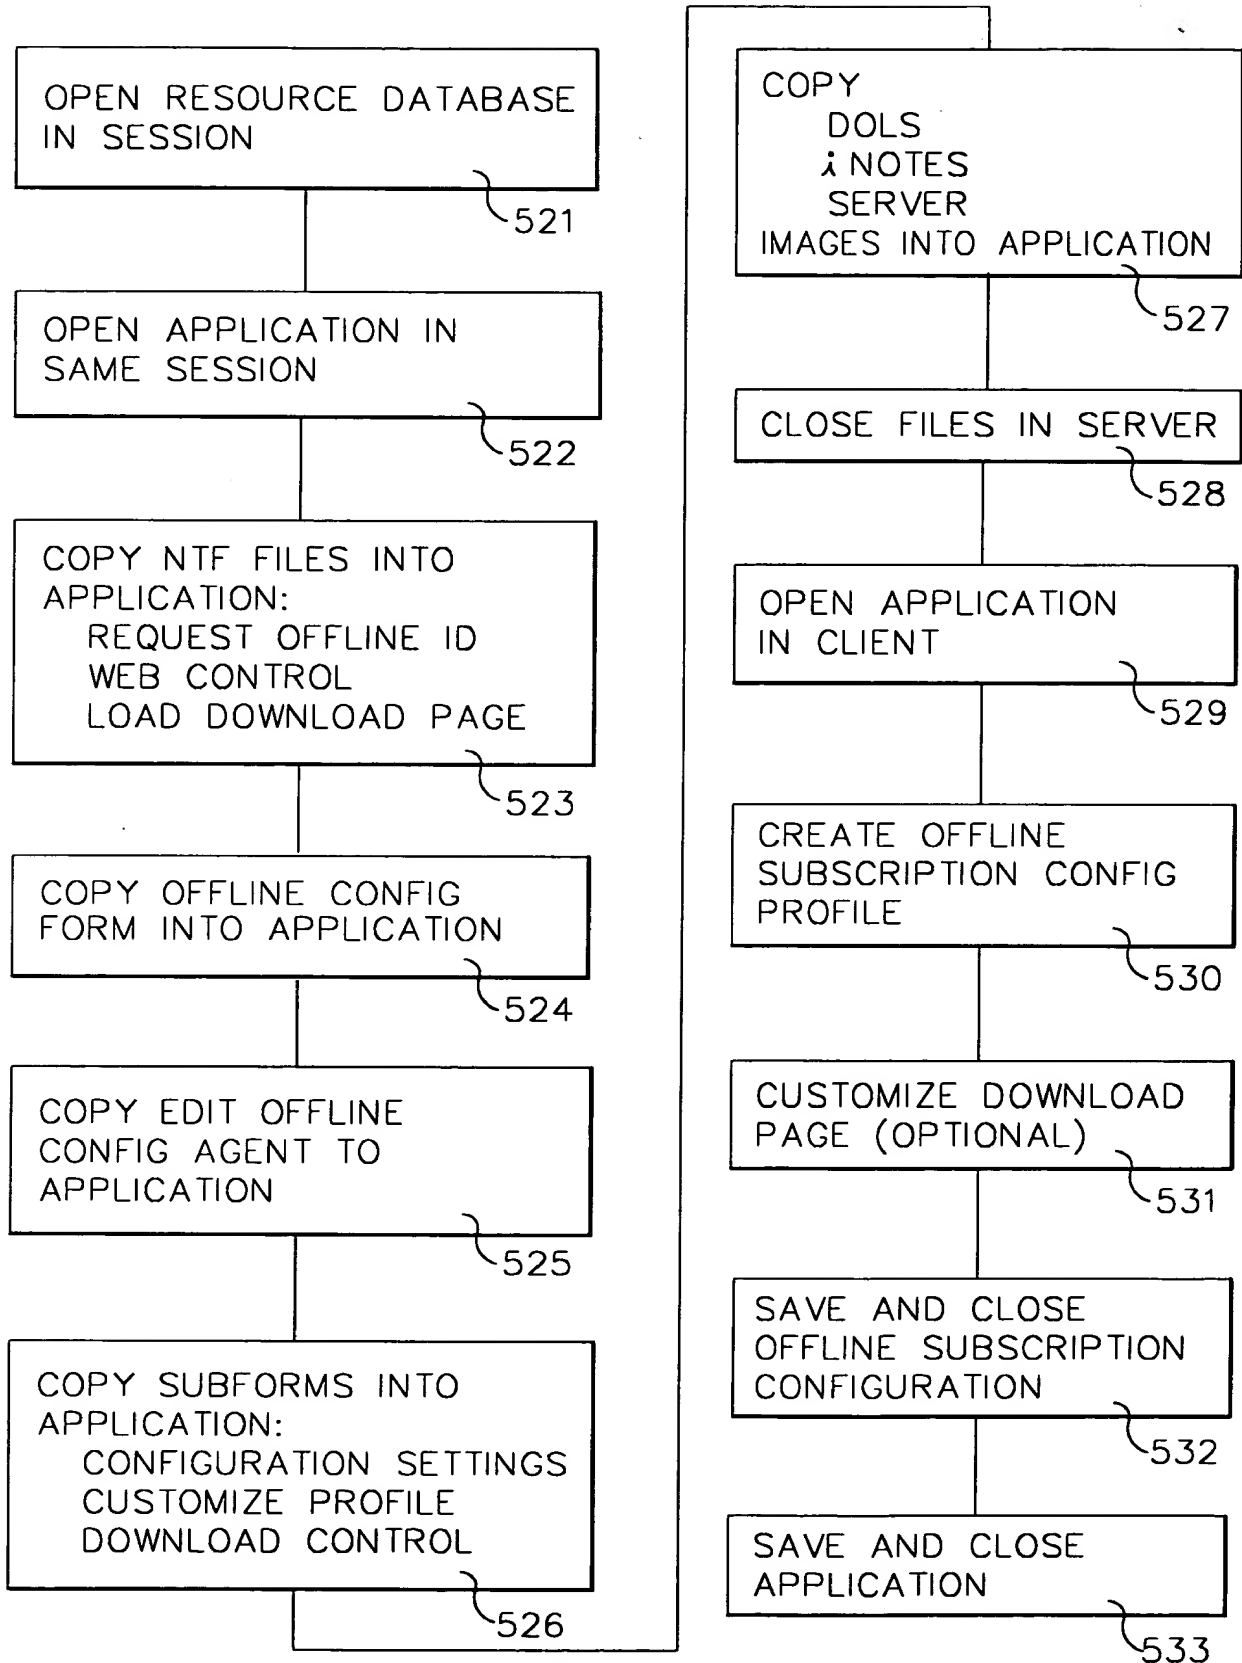 OPEN RESOURCE DATABASE
IN SESSION
521
OPEN APPLICATION IN
SAME SESSION
522
COPY NTF FILES INTO
APPLICATION:
REQUEST OFFLINE ID
WEB CONTROL
LOAD DOWNLOAD PAGE
523
COPY OFFLINE CONFIG
FORM INTO APPLICATION
524
COPY EDIT OFFLINE
CONFIG AGENT TO
APPLICATION
525
COPY SUBFORMS INTO
APPLICATION:
CONFIGURATION SETTINGS
CUSTOMIZE PROFILE
DOWNLOAD CONTROL
526
COPY
DOLS
i NOTES
SERVER
IMAGES INTO APPLICATION
527
CLOSE FILES IN SERVER
528
OPEN APPLICATION
IN CLIENT
529
CREATE OFFLINE
SUBSCRIPTION CONFIG
PROFILE
530
CUSTOMIZE DOWNLOAD
PAGE (OPTIONAL)
531
SAVE AND CLOSE
OFFLINE SUBSCRIPTION
CONFIGURATION
532
SAVE AND CLOSE
APPLICATION
533